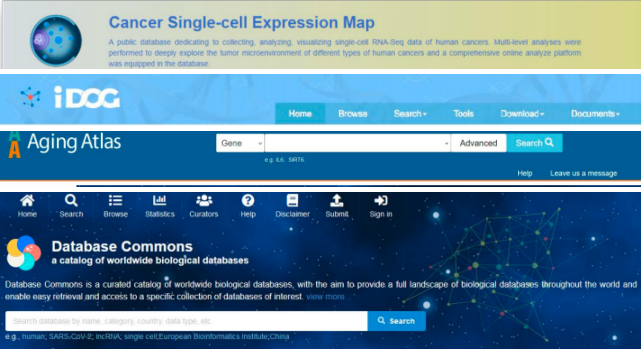 Cancer Single-cell Expression Map
A public database dedicating to collecting, analyzing, visualizing single-cell RNA-Seq data of human cancers. Multi-level analyses were
performed to deeply explore the tumor microenvironment of different types of human cancers and a comprehensive online analyze platform
was equipped in the database.
iDOG
Home Browse Search Tools Download Documents
Aging Atlas Gene Advanced Search
e.g. IL6, SIRT6
Help Leave us a message
Home Search Browse Statistics Curators Help Disclaimer Submit Sign in
Database Commons
a catalog of worldwide biological databases
Database Commons is a curated catalog of worldwide biological databases, with the aim to provide a full landscape of biological databases throughout the world and
enable easy retrieval and access to a specific collection of databases of interest. view more...
Search database by name, category, country, data type, etc. Search
e.g., human; SARS-CoV-2; lncRNA; single cell;European Bioinformatics Institute;China